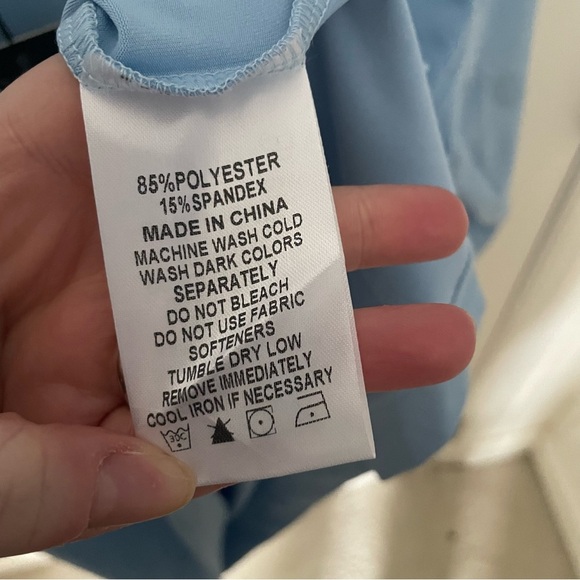 85%POLYESTER
15%SPANDEX
MADE IN CHINA
MACHINE WASH COLD
WASH DARK COLORS
SEPARATELY
DO NOT BLEACH
DO NOT USE FABRIC
SOFTENERS
TUMBLE DRY LOW
REMOVE IMMEDIATELY
COOL IRON IF NECESSARY
30C